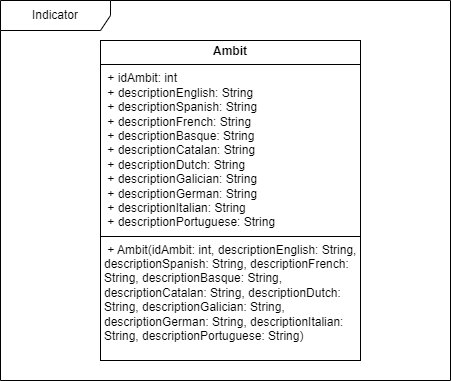 Indicator
Ambit
+ idAmbit: int
+ descriptionEnglish: String
+ descriptionSpanish: String
+ descriptionFrench: String
+ descriptionBasque: String
+ descriptionCatalan: String
+ descriptionDutch: String
+ descriptionGalician: String
+ descriptionGerman: String
+ descriptionItalian: String
+ descriptionPortuguese: String
+ Ambit(idAmbit: int, descriptionEnglish: String,
descriptionSpanish: String, descriptionFrench:
String, descriptionBasque: String,
descriptionCatalan: String, descriptionDutch:
String, descriptionGalician: String,
descriptionGerman: String, descriptionItalian:
String, descriptionPortuguese: String)